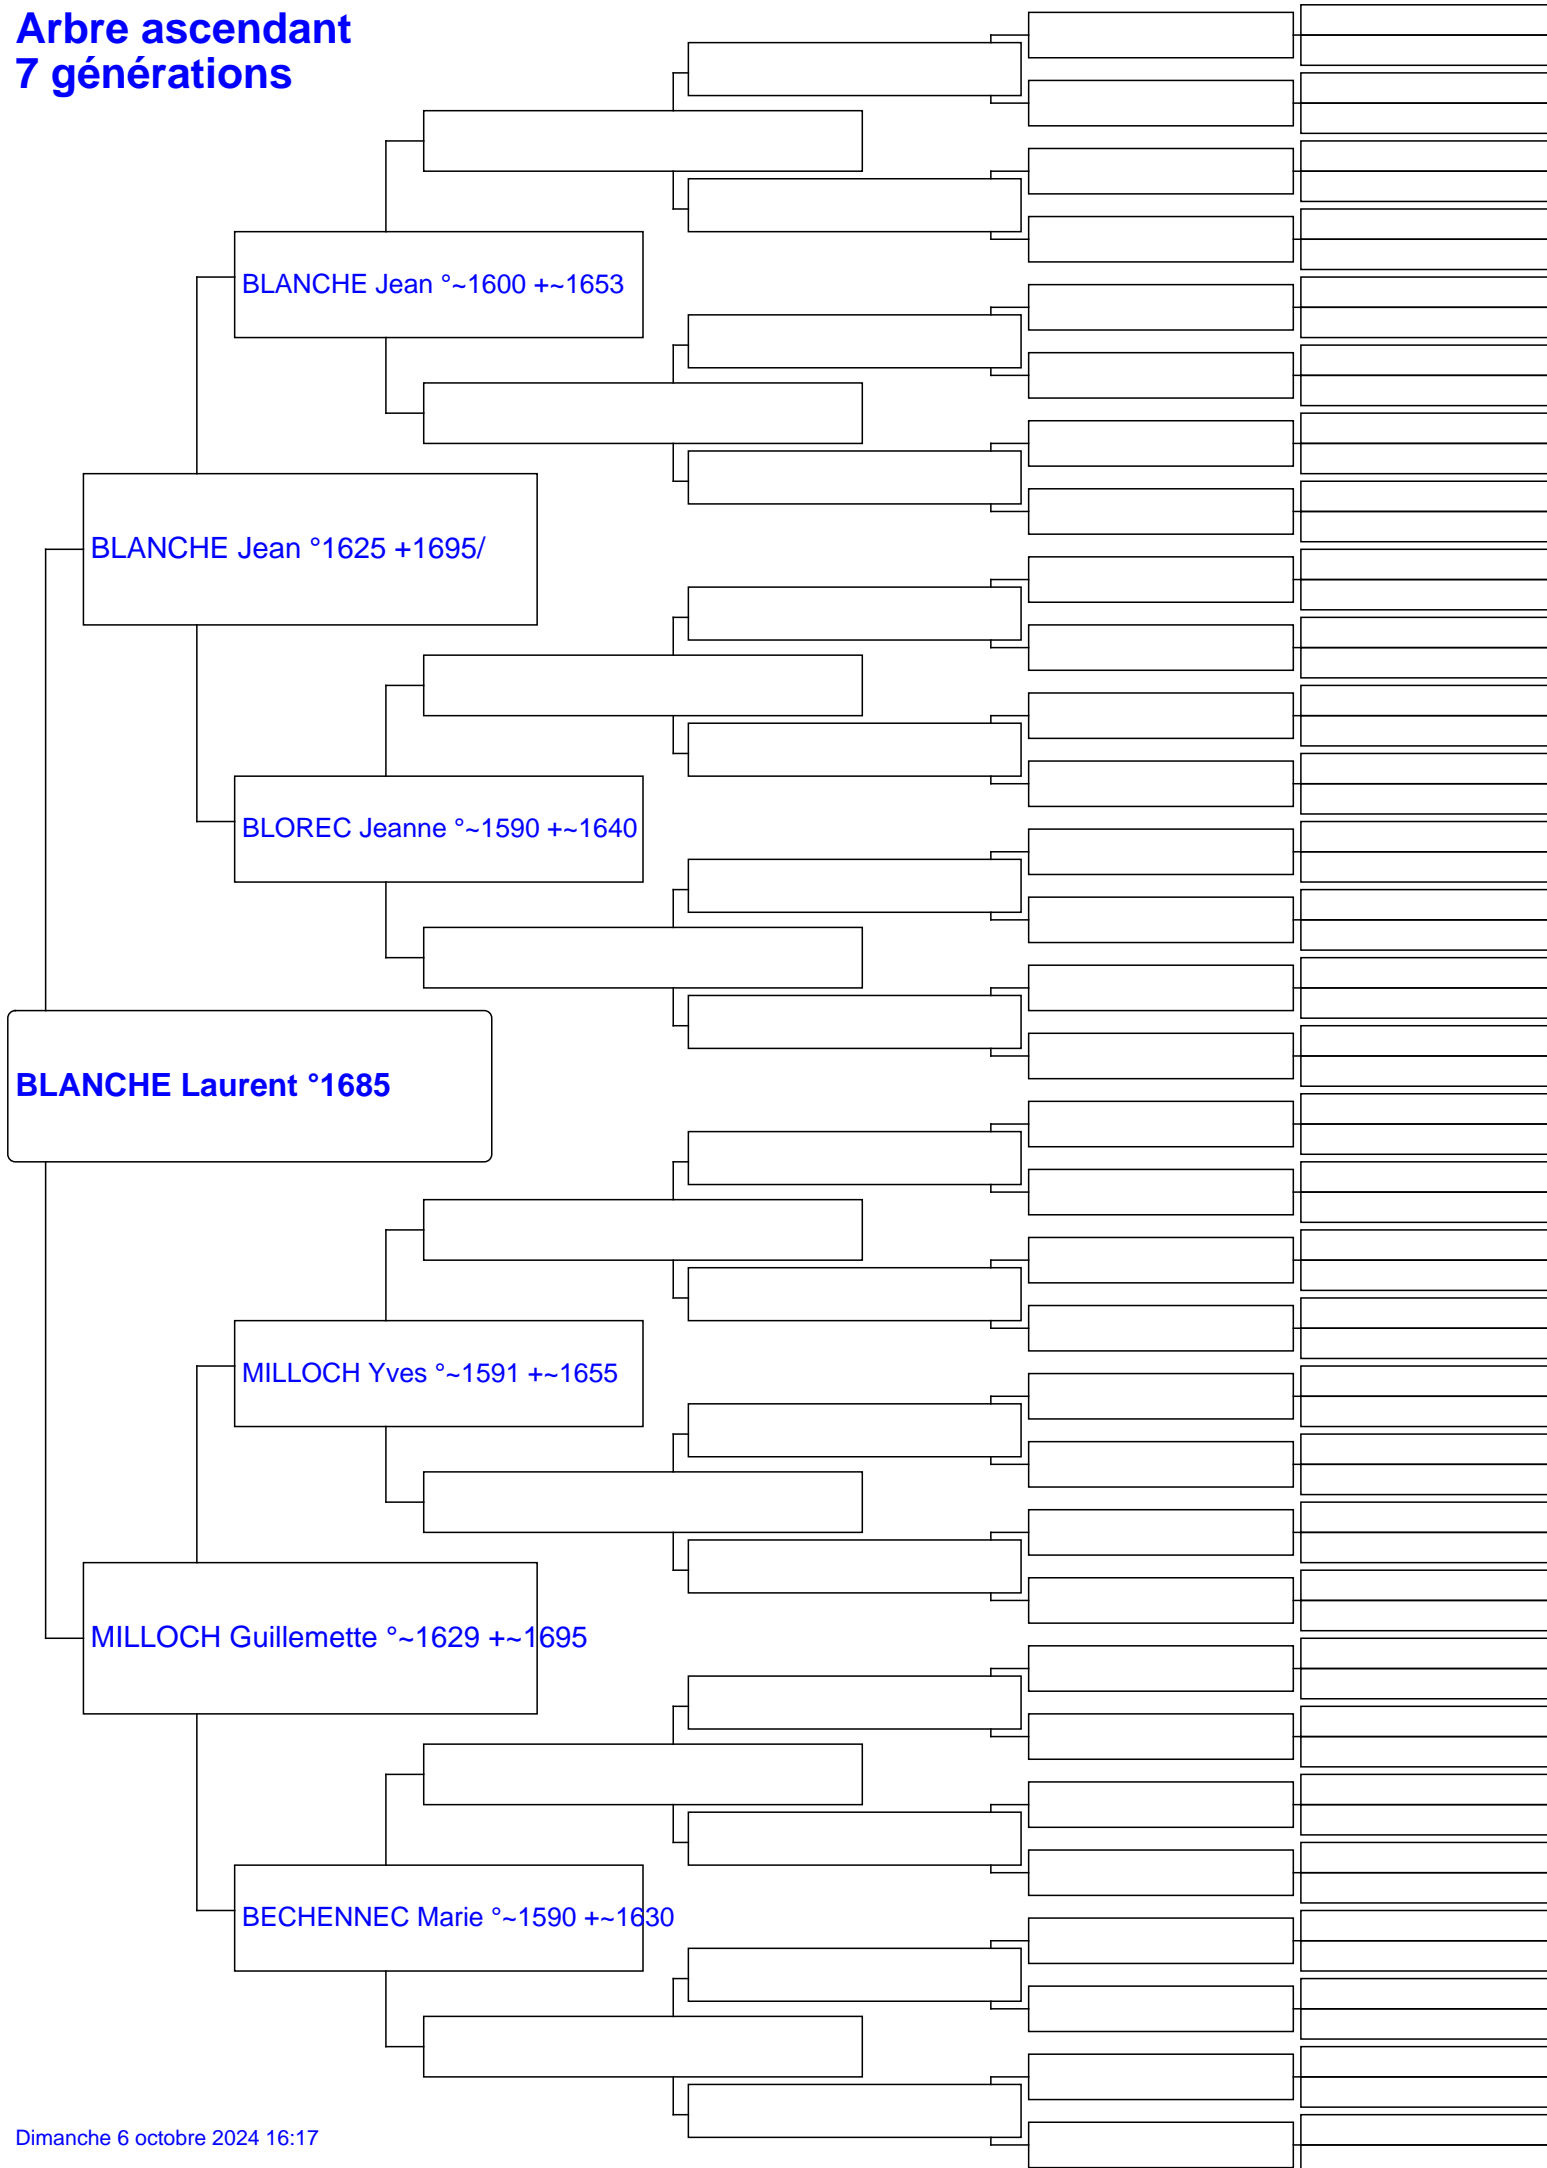 Arbre ascendant
7 générations
BLANCHE Jean °~1600 +~1653
BLANCHE Jean °1625 +1695/
BLOREC Jeanne °~1590 +~1640
BLANCHE Laurent °1685
MILLOCH Yves °~1591 +~1655
MILLOCH Guillemette °~1629 +~1695
BECHENNEC Marie °~1590 +~1630
Dimanche 6 octobre 2024 16:17